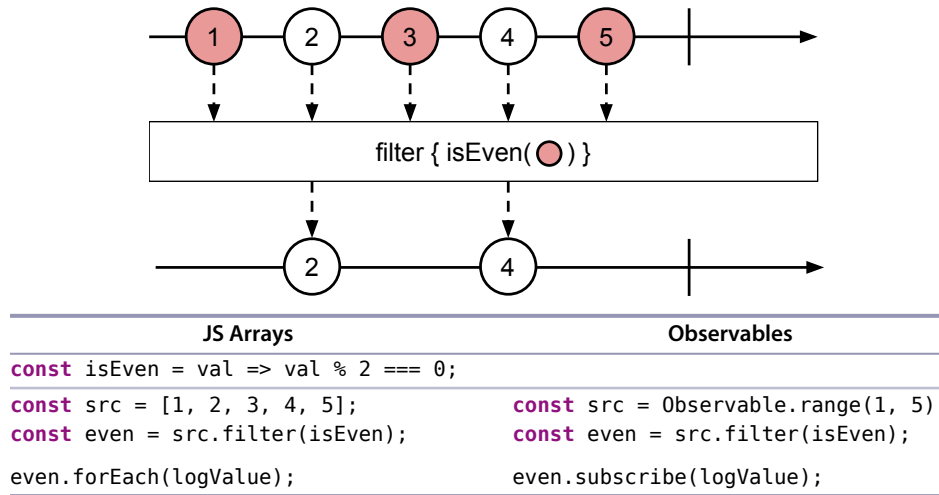 1 2 3 4 5
filter { isEven( ) }
2 4
JS Arrays Observables
const isEven = val => val % 2 === 0;
const src = [1, 2, 3, 4, 5]; const src = Observable.range(1, 5)
const even = src.filter(isEven); const even = src.filter(isEven);
even.forEach(logValue); even.subscribe(logValue);